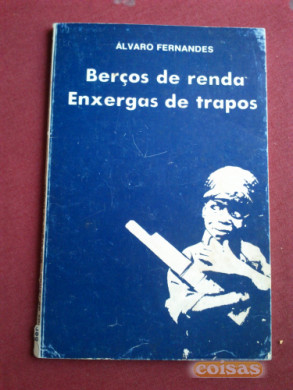 ÁLVARO FERNANDES
Berços de renda
Enxergas de trapos
coisas